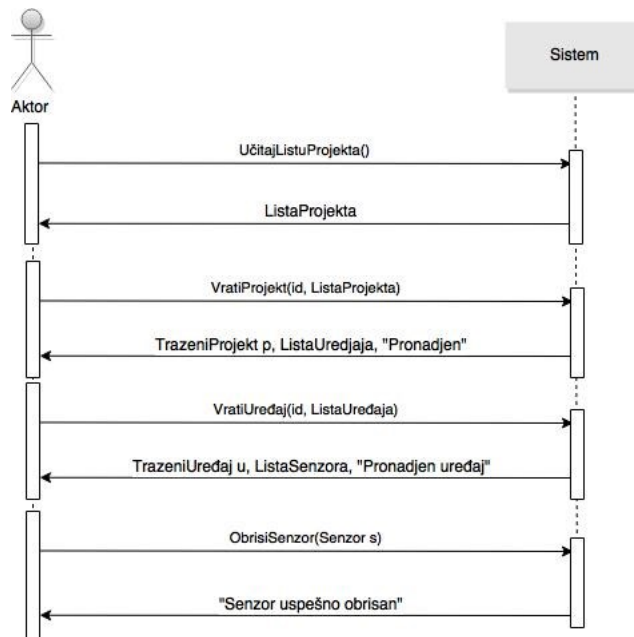 Sistem
Aktor
UčitajListuProjekta()
ListaProjekta
VratiProjekt(id, ListaProjekta)
TrazeniProjekt p, ListaUredjaja, "Pronadjen"
VratiUređaj(id, ListaUređaja)
TrazeniUređaj u, ListaSenzora, "Pronadjen uređaj"
ObrisiSenzor(Senzor s)
"Senzor uspešno obrisan"